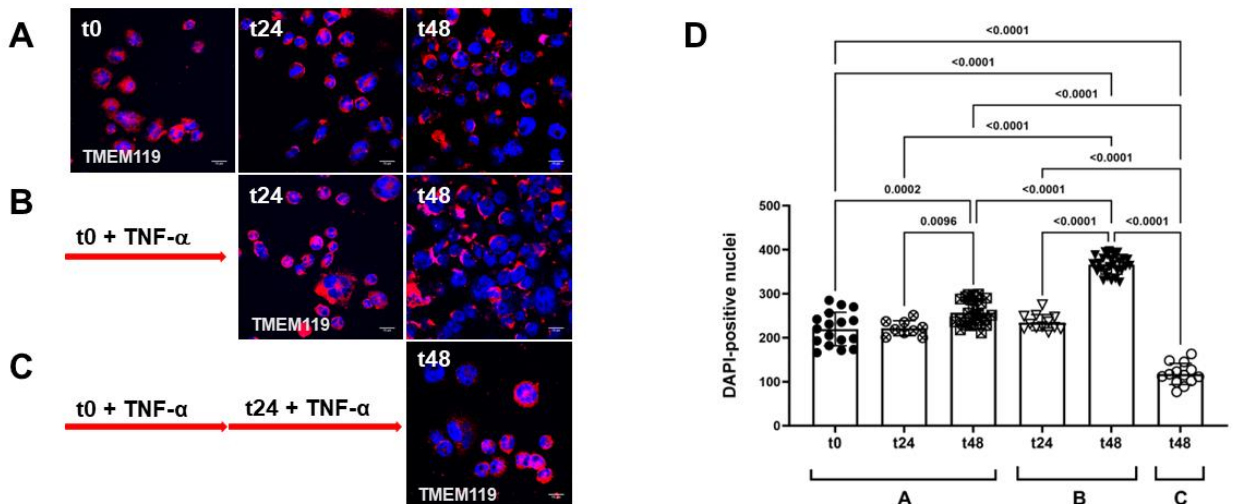 A
t0
t24
t48
TMEM119
B
t0 + TNF-α
t24
t48
TMEM119
C
t0 + TNF-α
t24 + TNF-α
t48
TMEM119
D
<0.0001
<0.0001
<0.0001
<0.0001
<0.0001
0.0002
<0.0001
0.0096
<0.0001
<0.0001
DAPI-positive nuclei
500
400
300
200
100
0
t0
t24
t48
t24
t48
t48
A
B
C